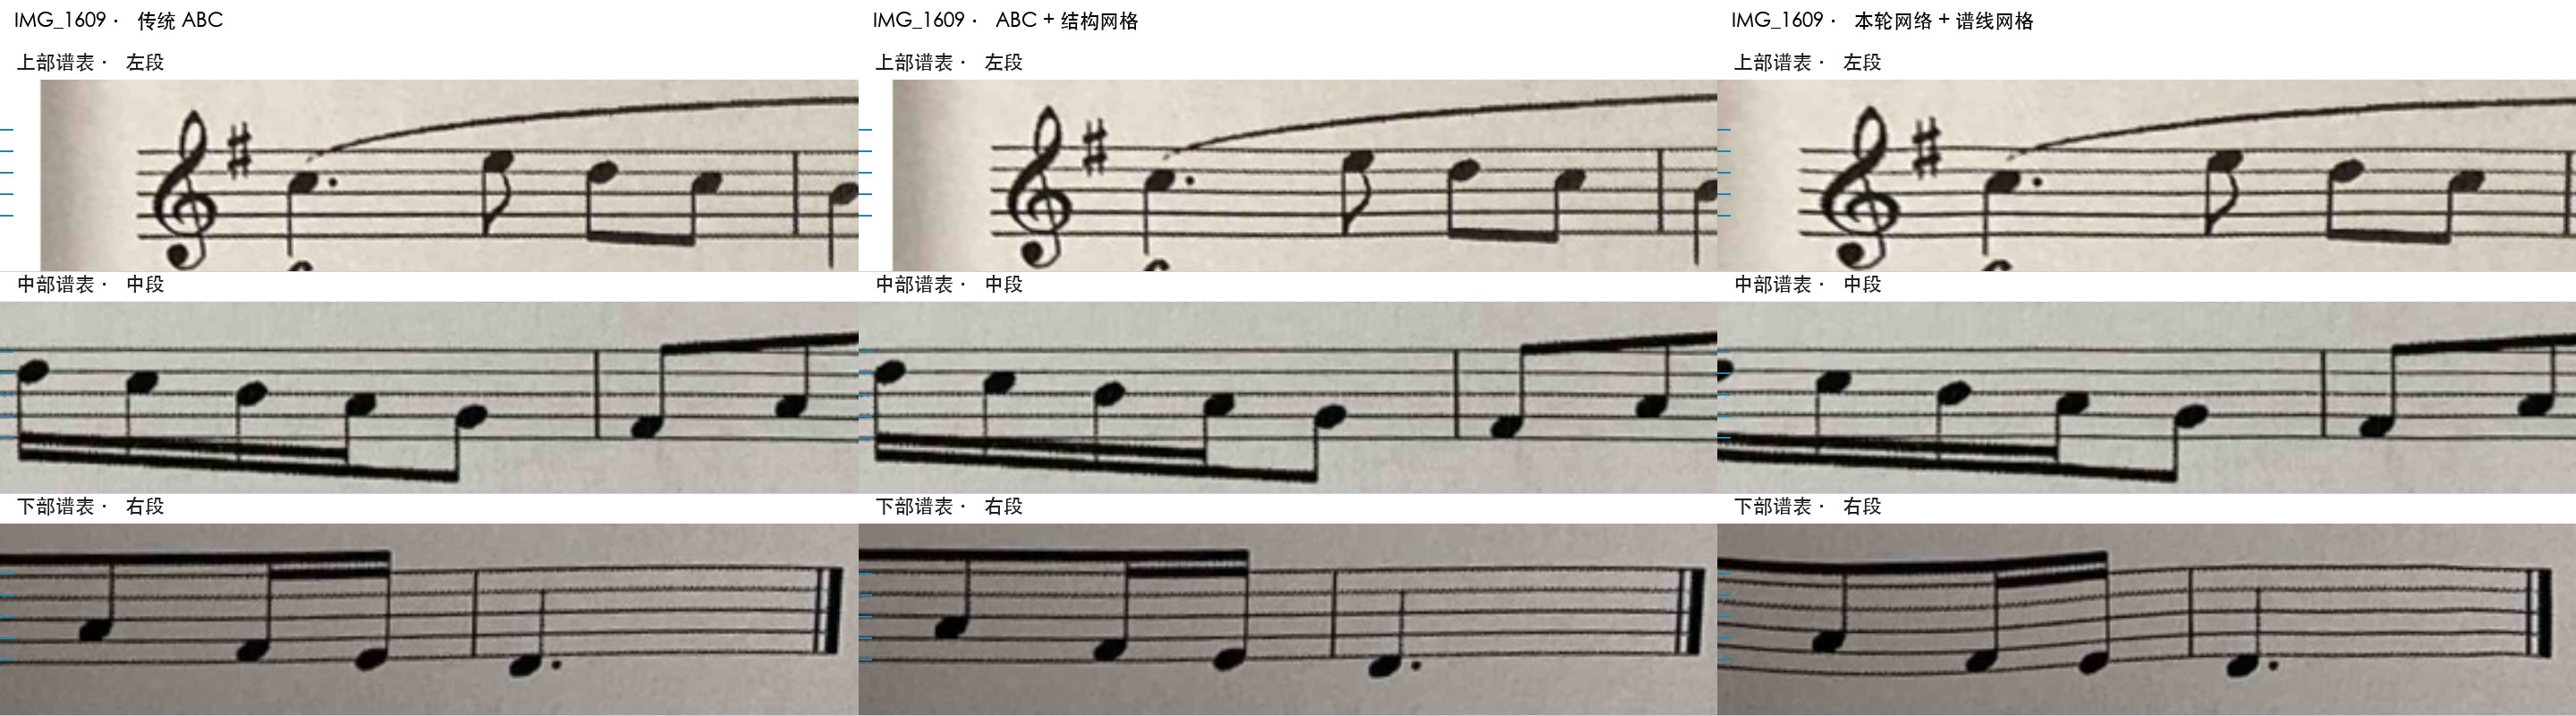 IMG_1609 · 传统 ABC
IMG_1609 · ABC + 结构网格
IMG_1609 · 本轮网络 + 谱线网格
上部谱表 · 左段
上部谱表 · 左段
上部谱表 · 左段
中部谱表 · 中段
中部谱表 · 中段
中部谱表 · 中段
下部谱表 · 右段
下部谱表 · 右段
下部谱表 · 右段